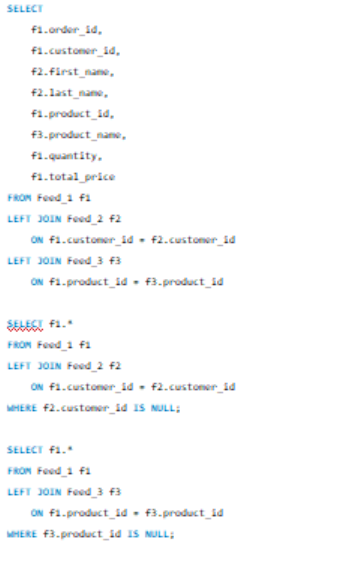 SELECT
f1.order_id,
f1.customer_id,
f2.first_name,
f2.last_name,
f1.product_id,
f3.product_name,
f1.quantity,
f1.total_price
FROM Feed_1 f1
LEFT JOIN Feed_2 f2
ON f1.customer_id = f2.customer_id
LEFT JOIN Feed_3 f3
ON f1.product_id = f3.product_id
SELECT f1.*
FROM Feed_1 f1
LEFT JOIN Feed_2 f2
ON f1.customer_id = f2.customer_id
WHERE f2.customer_id IS NULL;
SELECT f1.*
FROM Feed_1 f1
LEFT JOIN Feed_3 f3
ON f1.product_id = f3.product_id
WHERE f3.product_id IS NULL;